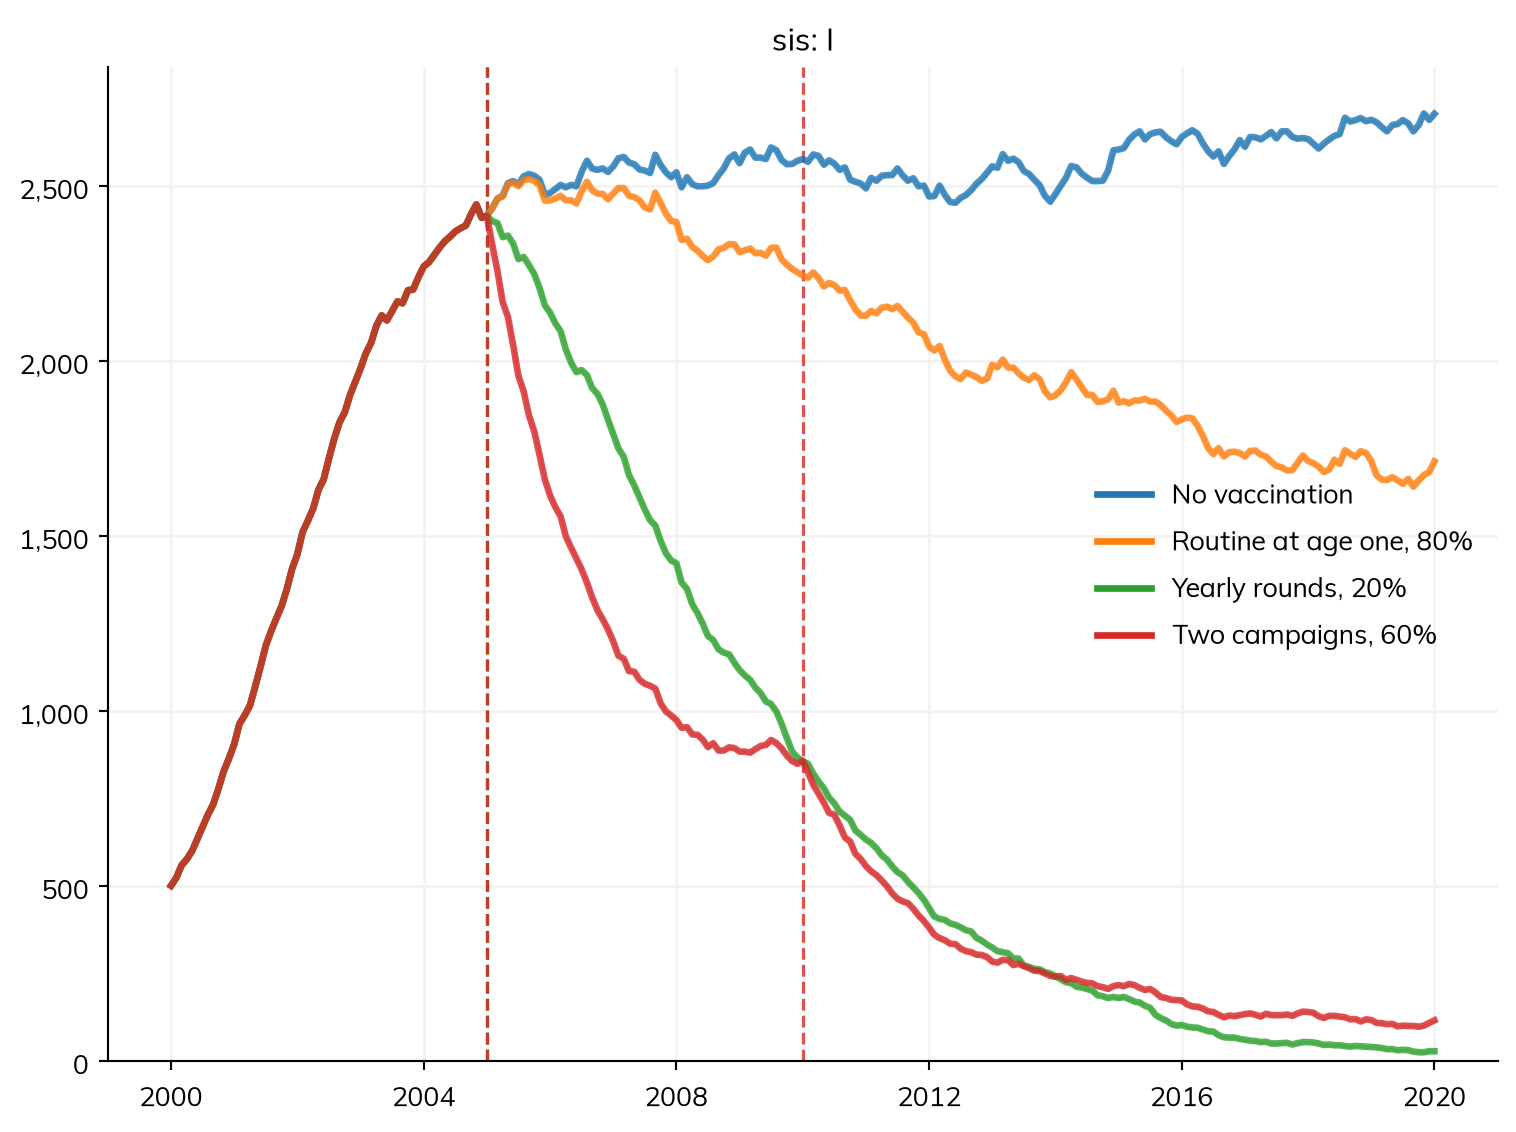 sis: I
2,500
2,000
1,500
1,000
500
0
2000
2004
2008
2012
2016
2020
No vaccination
Routine at age one, 80%
Yearly rounds, 20%
Two campaigns, 60%